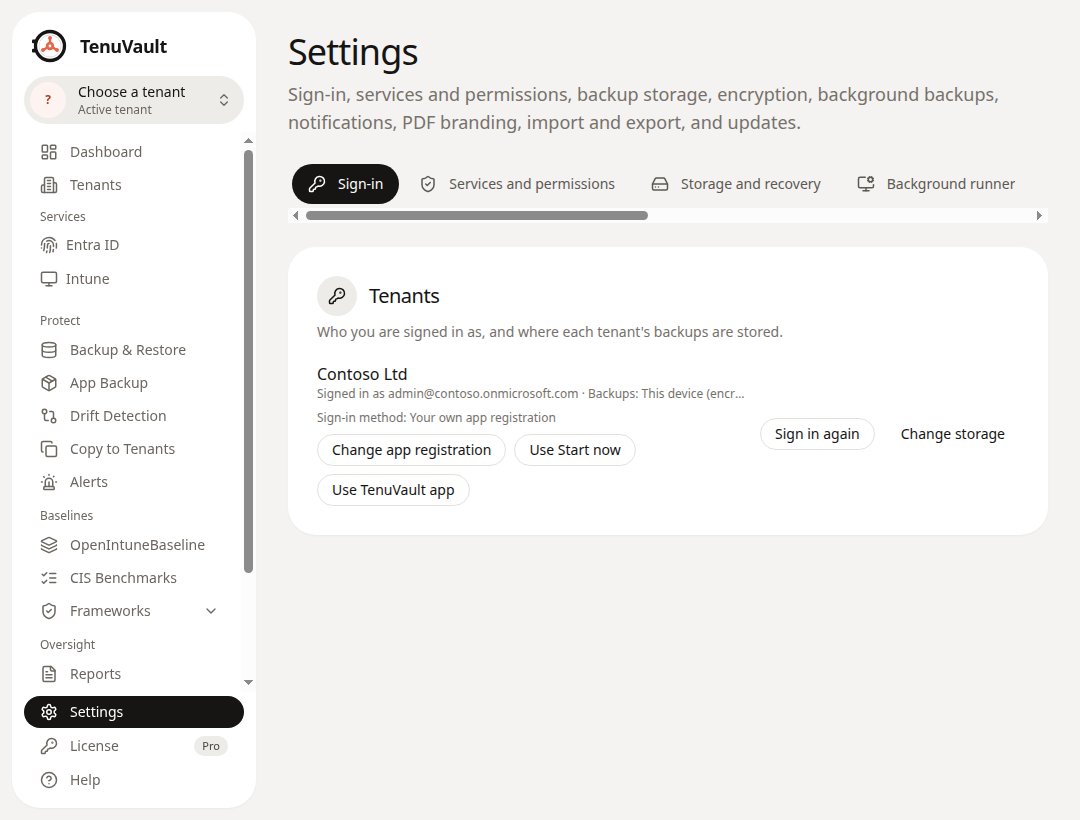 TenuVault
?
Choose a tenant
Active tenant
Dashboard
Tenants
Services
Entra ID
Intune
Protect
Backup & Restore
App Backup
Drift Detection
Copy to Tenants
Alerts
Baselines
OpenIntuneBaseline
CIS Benchmarks
Frameworks
Oversight
Reports
Settings
License Pro
Help
Settings
Sign-in, services and permissions, backup storage, encryption, background backups,
notifications, PDF branding, import and export, and updates.
Sign-in Services and permissions Storage and recovery Background runner
Tenants
Who you are signed in as, and where each tenant's backups are stored.
Contoso Ltd
Signed in as admin@contoso.onmicrosoft.com · Backups: This device (encr...
Sign-in method: Your own app registration
Change app registration Use Start now
Use TenuVault app
Sign in again Change storage